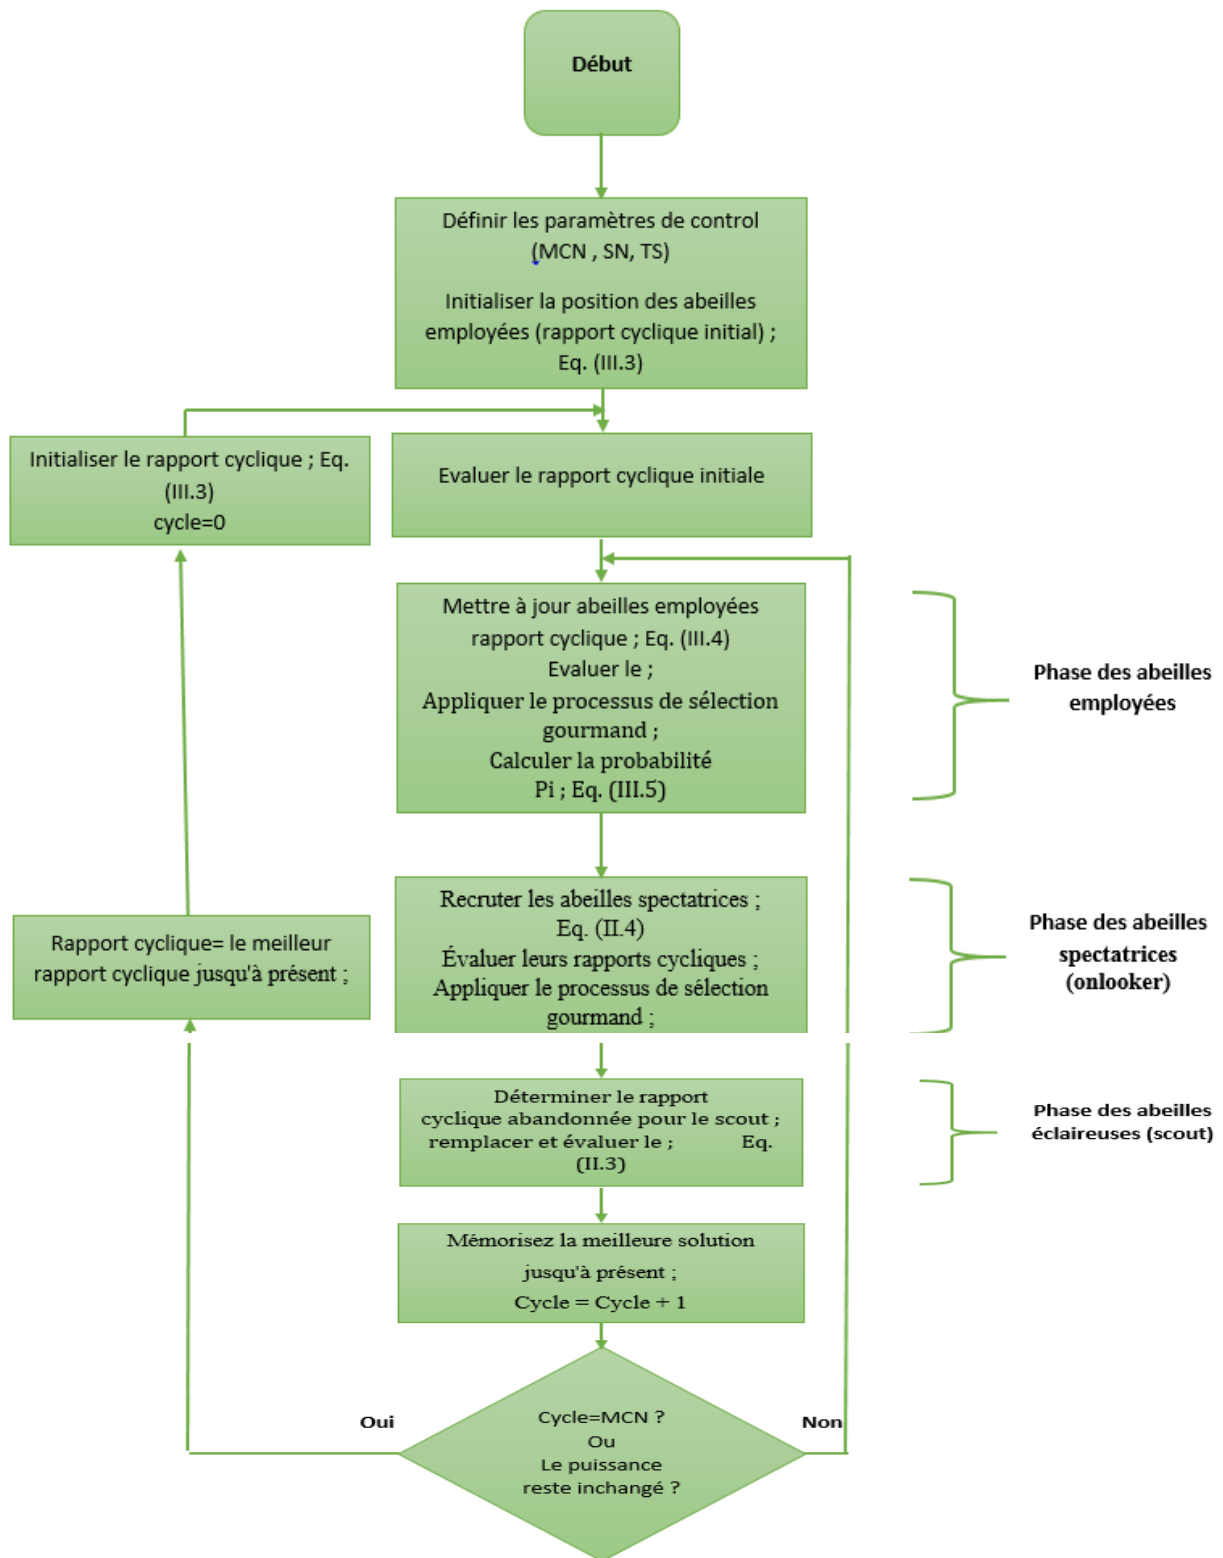 Début
Définir les paramètres de control
(MCN , SN, TS)
Initialiser la position des abeilles
employées (rapport cyclique initial) ;
Eq. (III.3)
Initialiser le rapport cyclique ; Eq.
(III.3)
cycle=0
Evaluer le rapport cyclique initiale
Mettre à jour abeilles employées
rapport cyclique ; Eq. (III.4)
Evaluer le ;
Appliquer le processus de sélection
gourmand ;
Calculer la probabilité
Pi ; Eq. (III.5)
Phase des abeilles
employées
Rapport cyclique= le meilleur
rapport cyclique jusqu'à présent ;
Recruter les abeilles spectatrices ;
Eq. (II.4)
Évaluer leurs rapports cycliques ;
Appliquer le processus de sélection
gourmand ;
Phase des abeilles
spectatrices
(onlooker)
Déterminer le rapport
cyclique abandonnée pour le scout ;
remplacer et évaluer le ; Eq.
(II.3)
Phase des abeilles
éclaireuses (scout)
Mémorisez la meilleure solution
jusqu'à présent ;
Cycle = Cycle + 1
Oui
Cycle=MCN ?
Ou
Le puissance
reste inchangé ?
Non